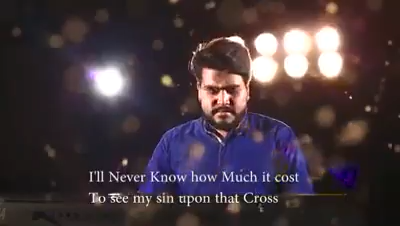 I'll Never Know how Much it cost
To see my sin upon that Cross